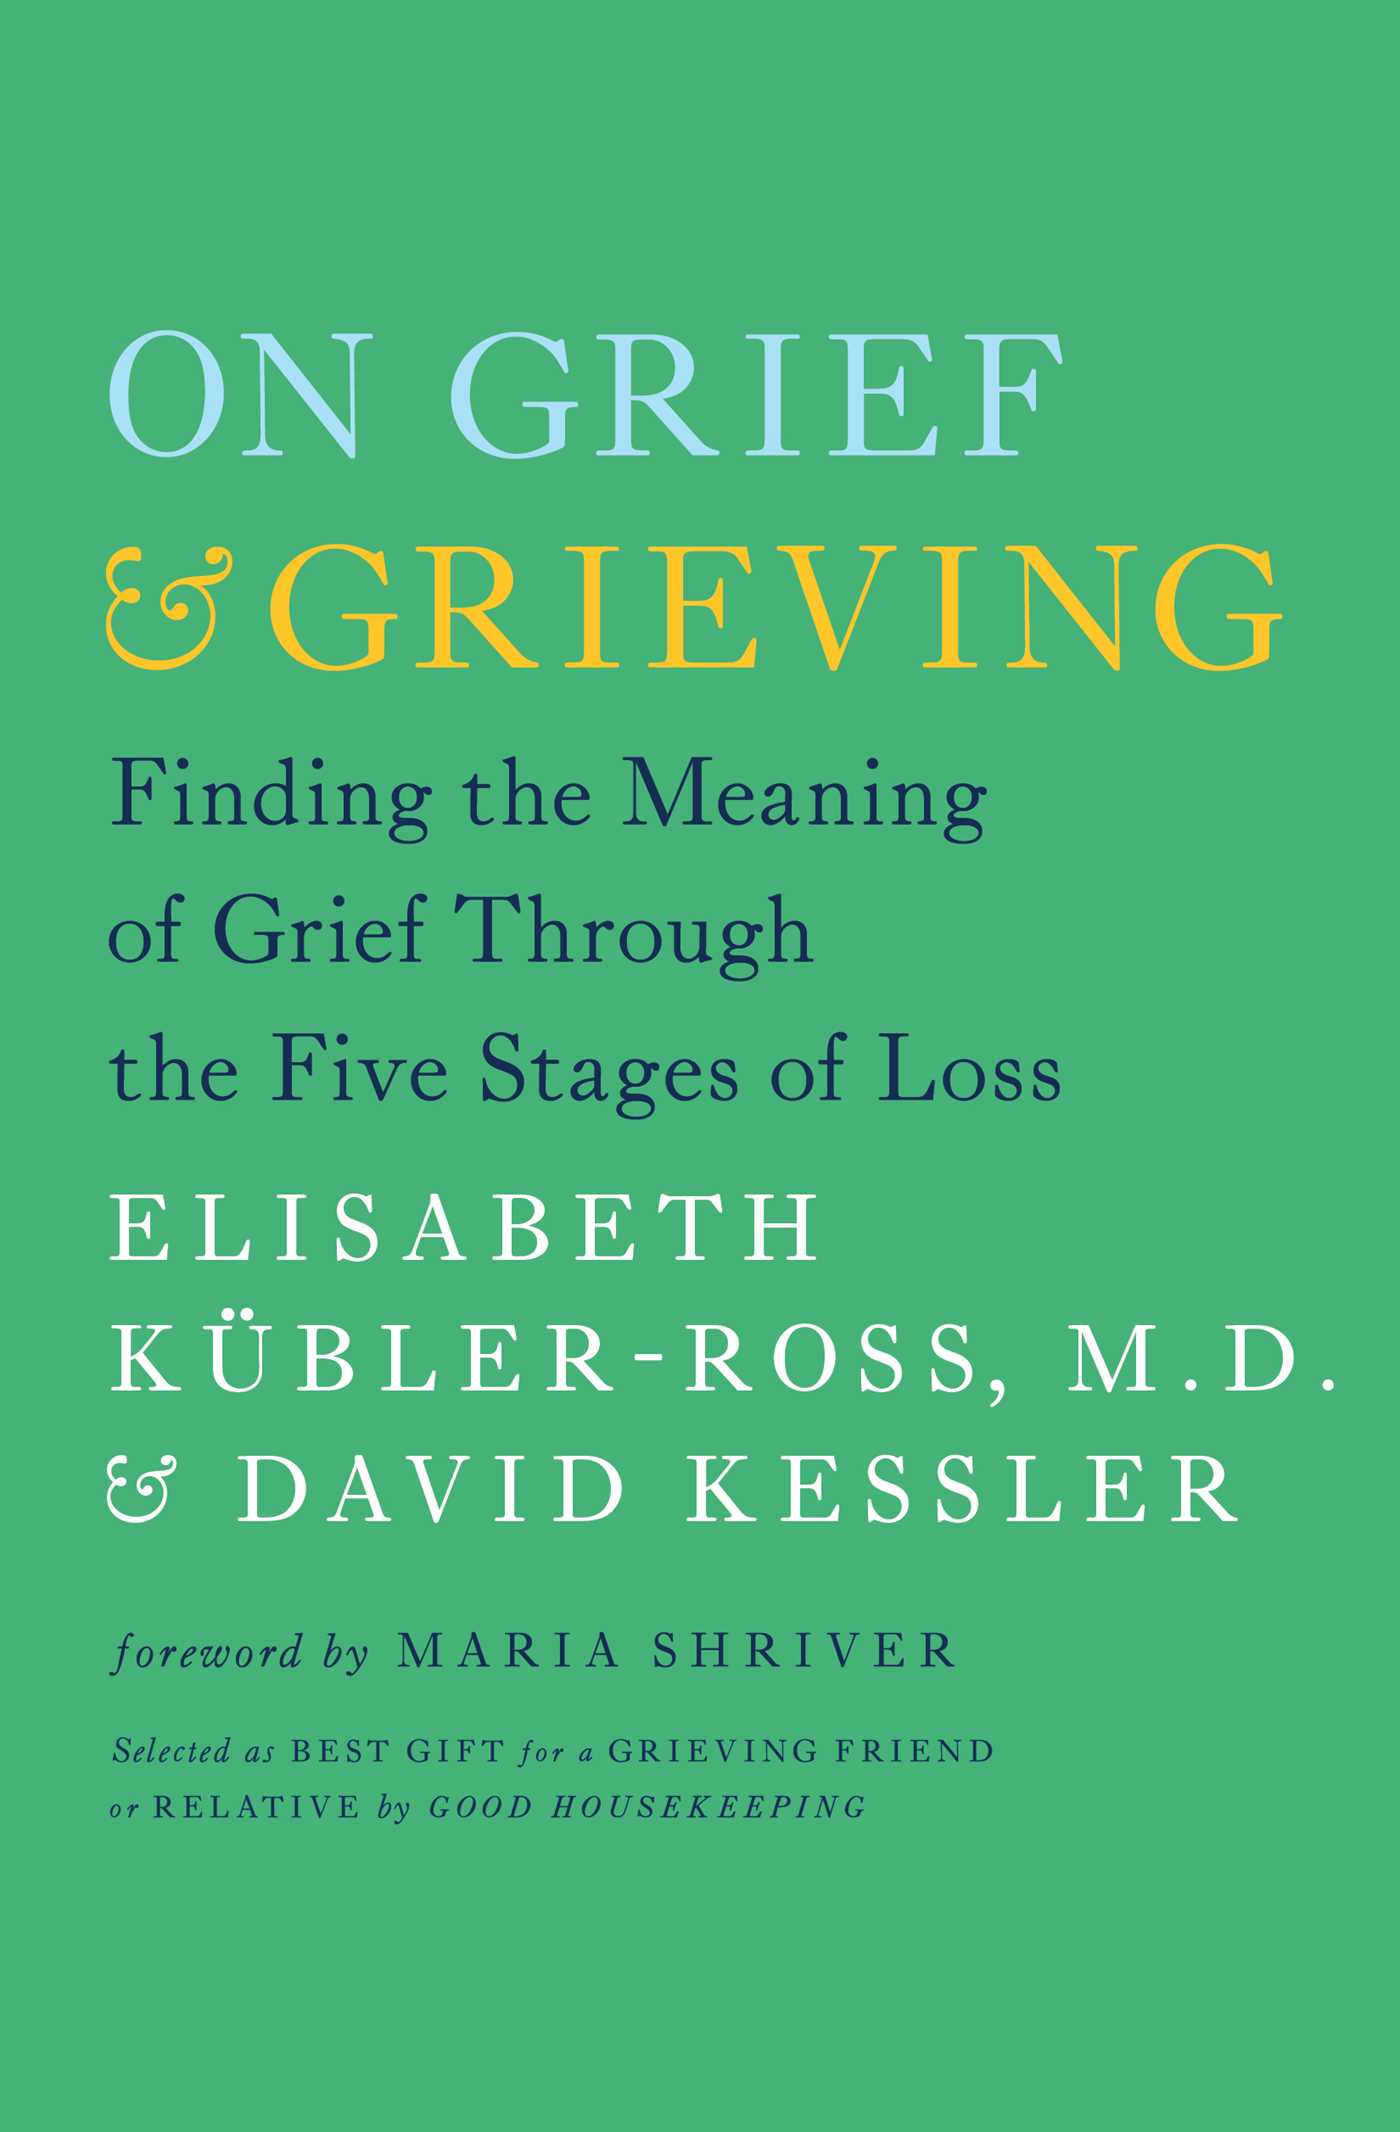 ON GRIEF
& GRIEVING
Finding the Meaning
of Grief Through
the Five Stages of Loss
ELISABETH
KÜBLER-ROSS, M.D.
& DAVID KESSLER
foreword by MARIA SHRIVER
Selected as BEST GIFT for a GRIEVING FRIEND
or RELATIVE by GOOD HOUSEKEEPING